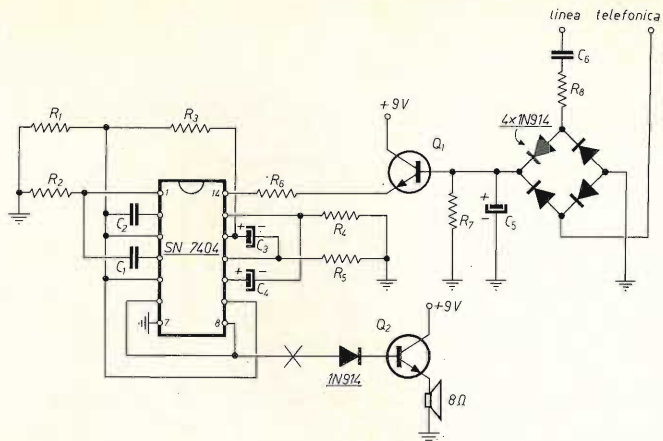 linea telefonica
C6
R8
+9V
4×1N914
R1
R3
Q1
R2
R6
1
14
C2
+ -
C3
R4
R7
+
-
C5
SN 7404
C1
R5
+ -
C4
7
8
Q2
+9V
1N914
8Ω